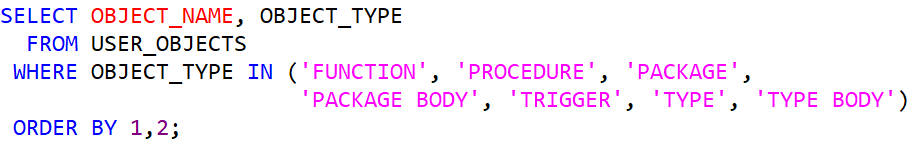 SELECT OBJECT_NAME, OBJECT_TYPE
FROM USER_OBJECTS
WHERE OBJECT_TYPE IN ('FUNCTION', 'PROCEDURE', 'PACKAGE',
'PACKAGE BODY', 'TRIGGER', 'TYPE', 'TYPE BODY')
ORDER BY 1,2;